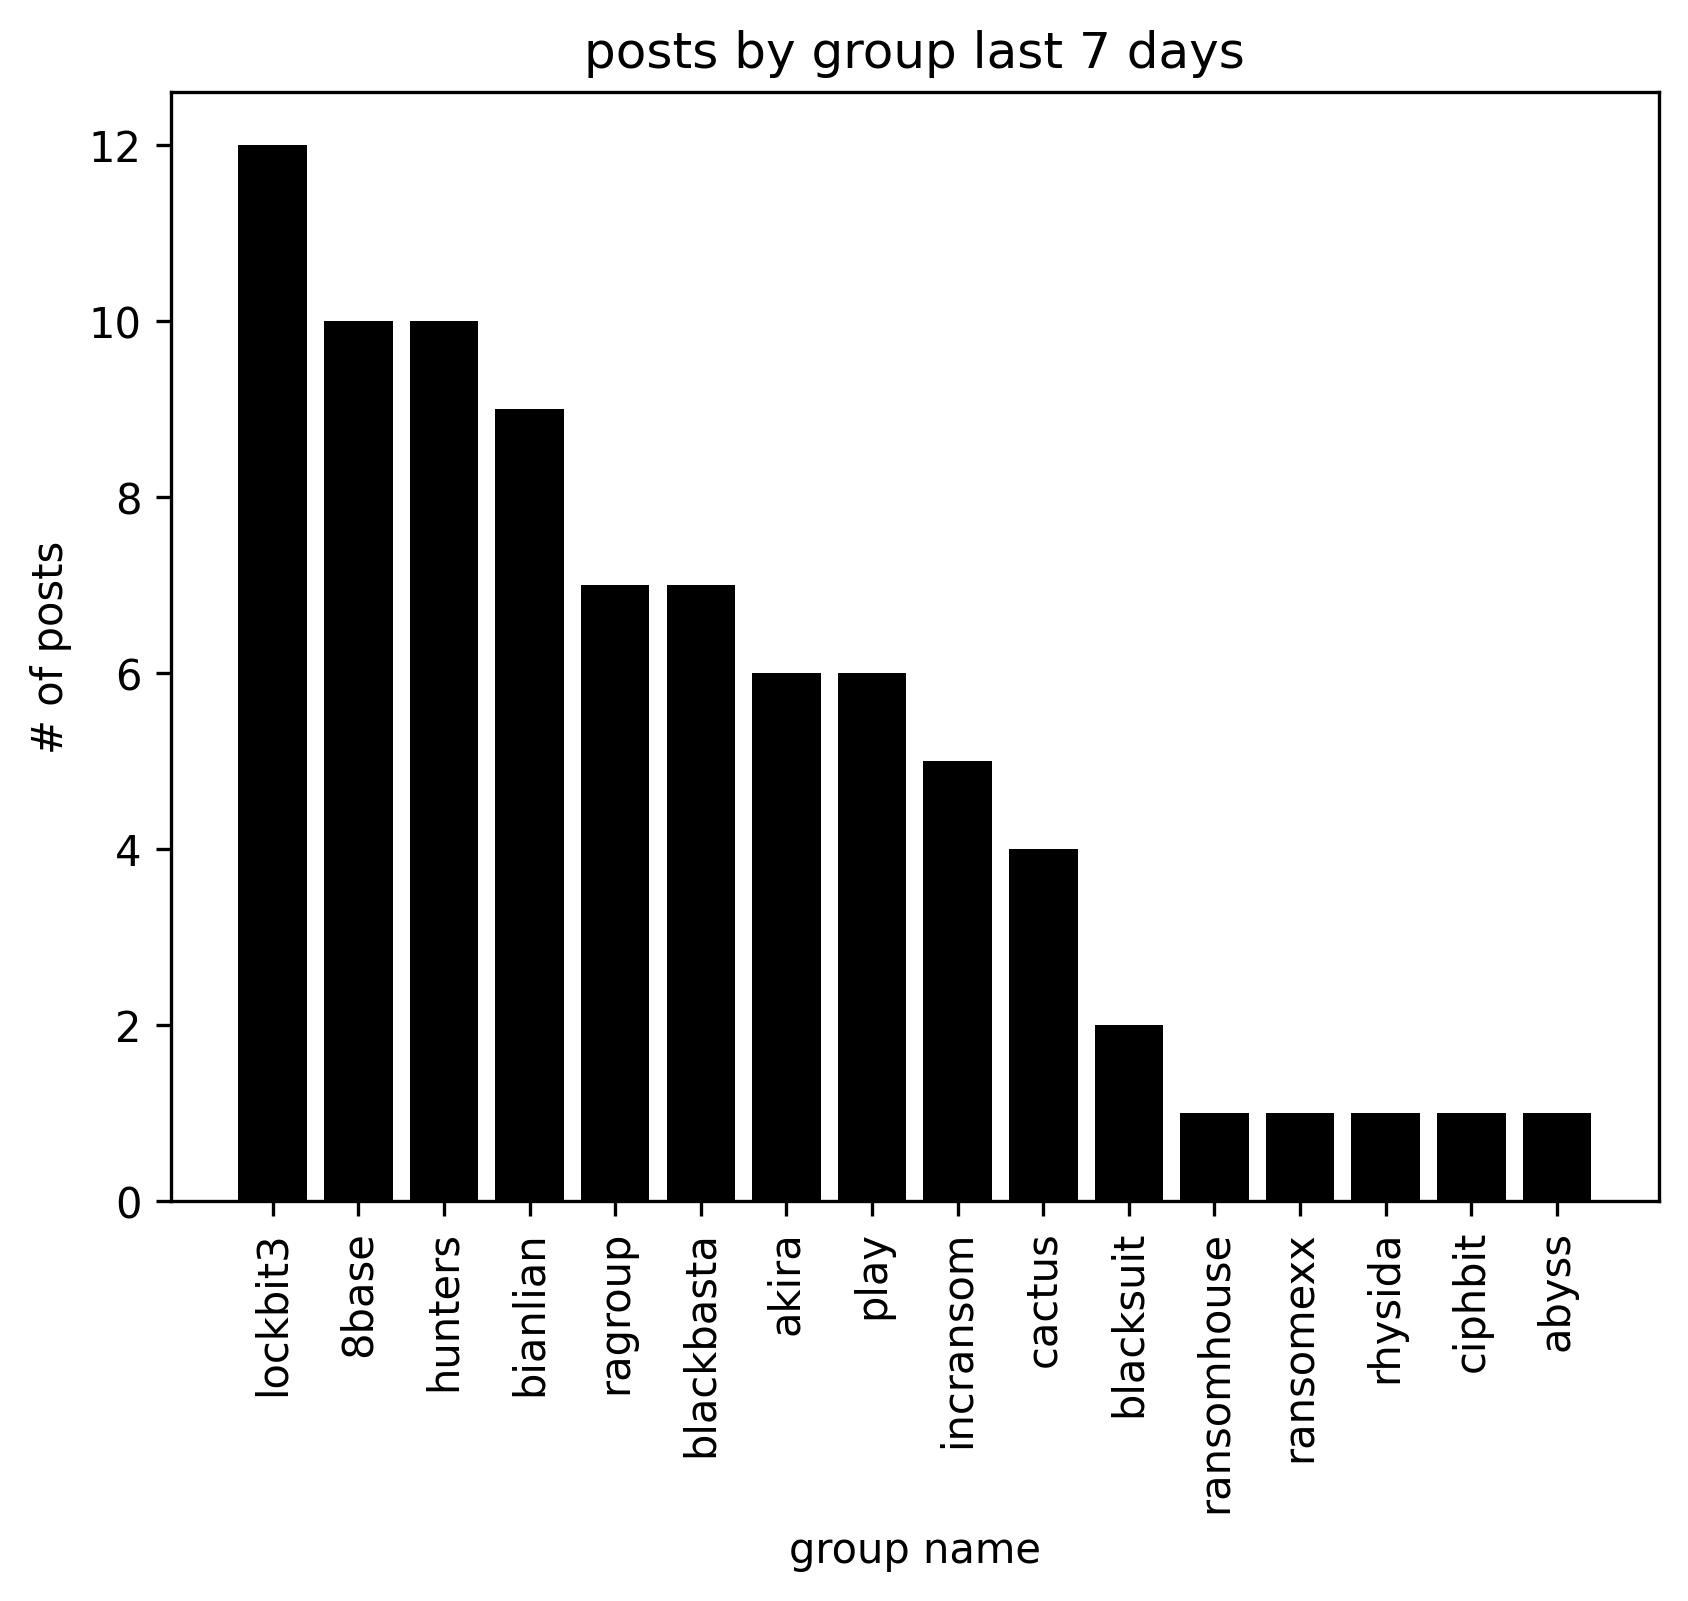 posts by group last 7 days
12
10
8
6
4
2
0
# of posts
lockbit3
8base
hunters
bianlian
ragroup
blackbasta
akira
play
incransom
cactus
blacksuit
ransomhouse
ransomexx
rhysida
ciphbit
abyss
group name